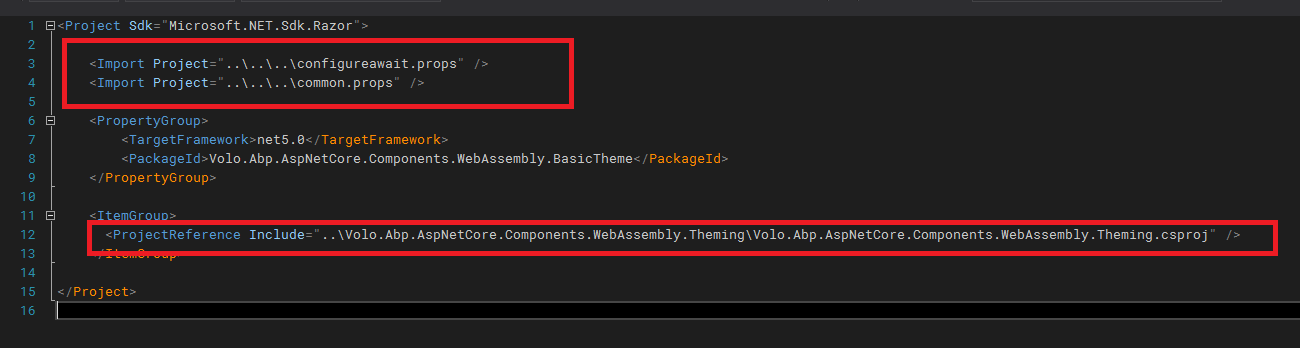 1 <Project Sdk="Microsoft.NET.Sdk.Razor">
2
3 <Import Project="..\..\..\configureawait.props" />
4 <Import Project="..\..\..\common.props" />
5
6 <PropertyGroup>
7 <TargetFramework>net5.0</TargetFramework>
8 <PackageId>Volo.Abp.AspNetCore.Components.WebAssembly.BasicTheme</PackageId>
9 </PropertyGroup>
10
11 <ItemGroup>
12 <ProjectReference Include="..\Volo.Abp.AspNetCore.Components.WebAssembly.Theming\Volo.Abp.AspNetCore.Components.WebAssembly.Theming.csproj" />
13 </ItemGroup>
14
15 </Project>
16